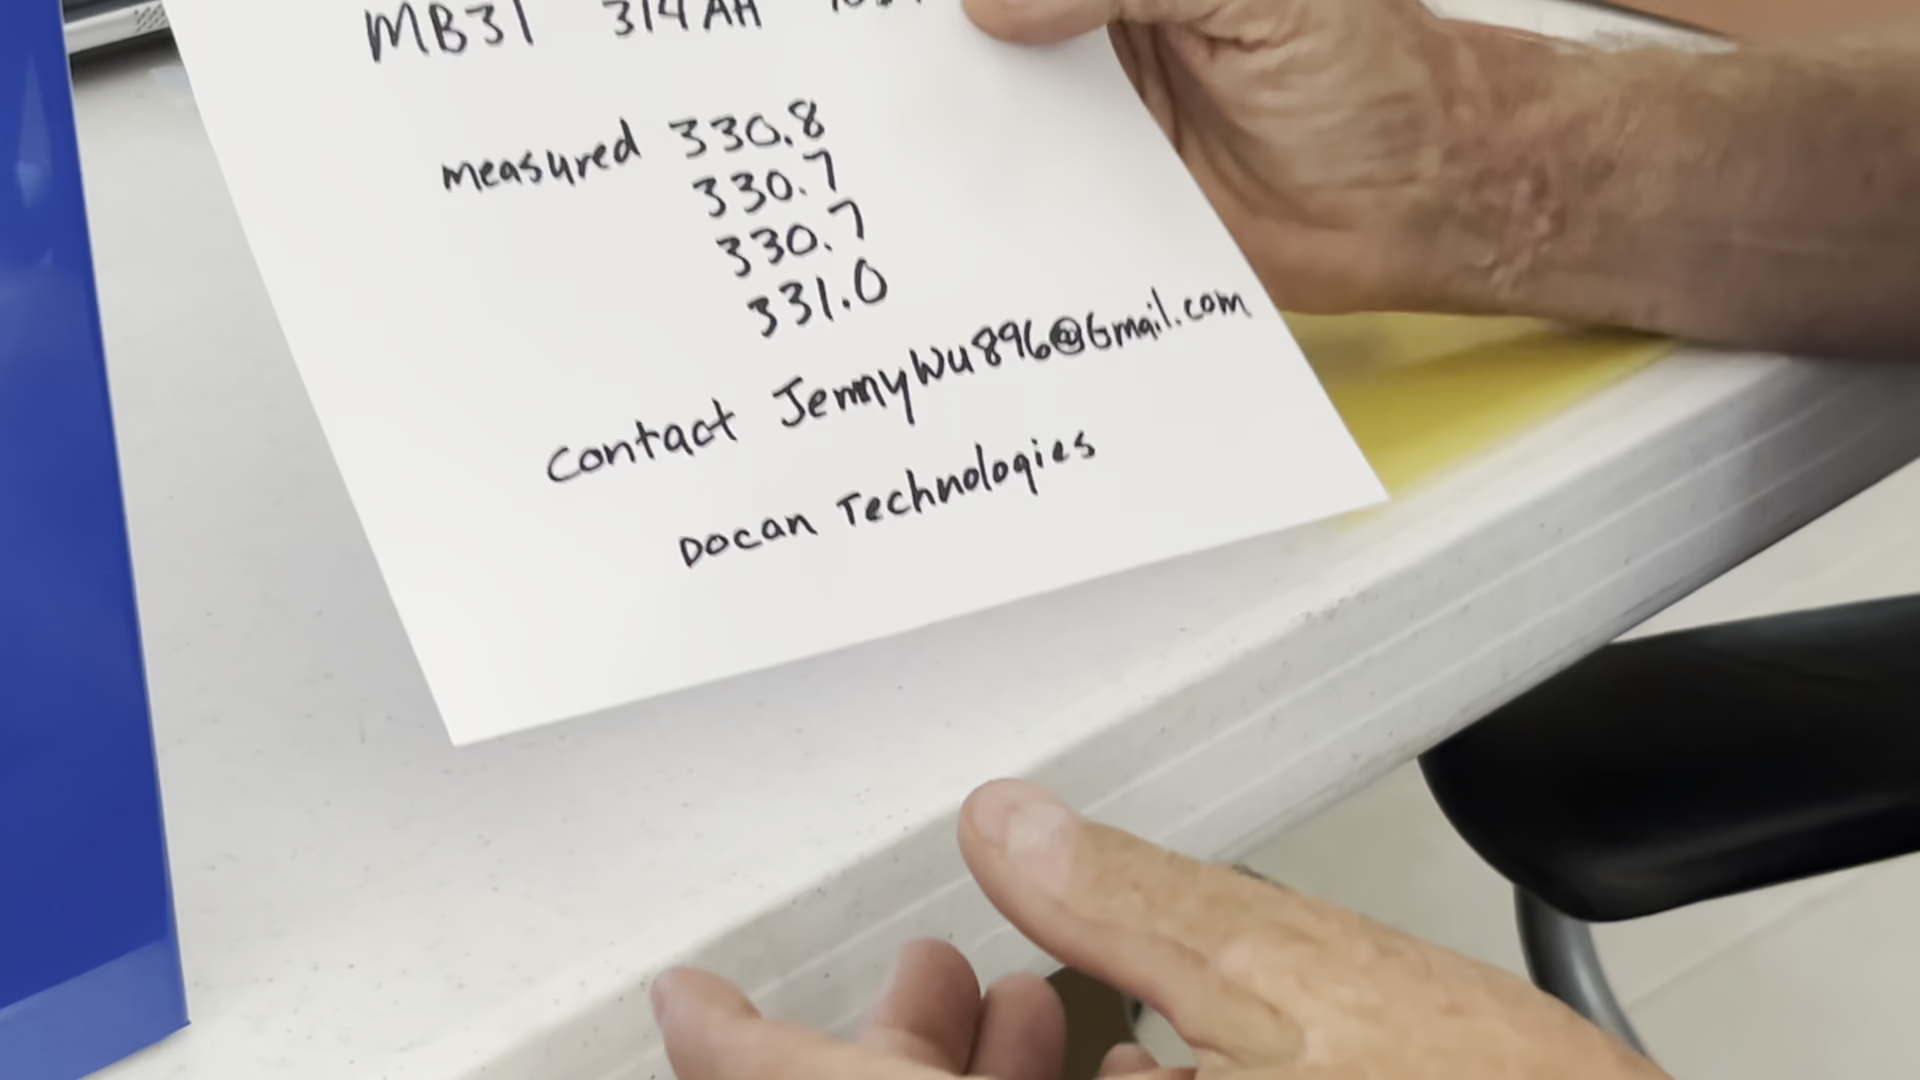 MB31 314AH
measured 330.8
330.7
330.7
331.0
Contact JennyWu896@Gmail.com
Docan Technologies